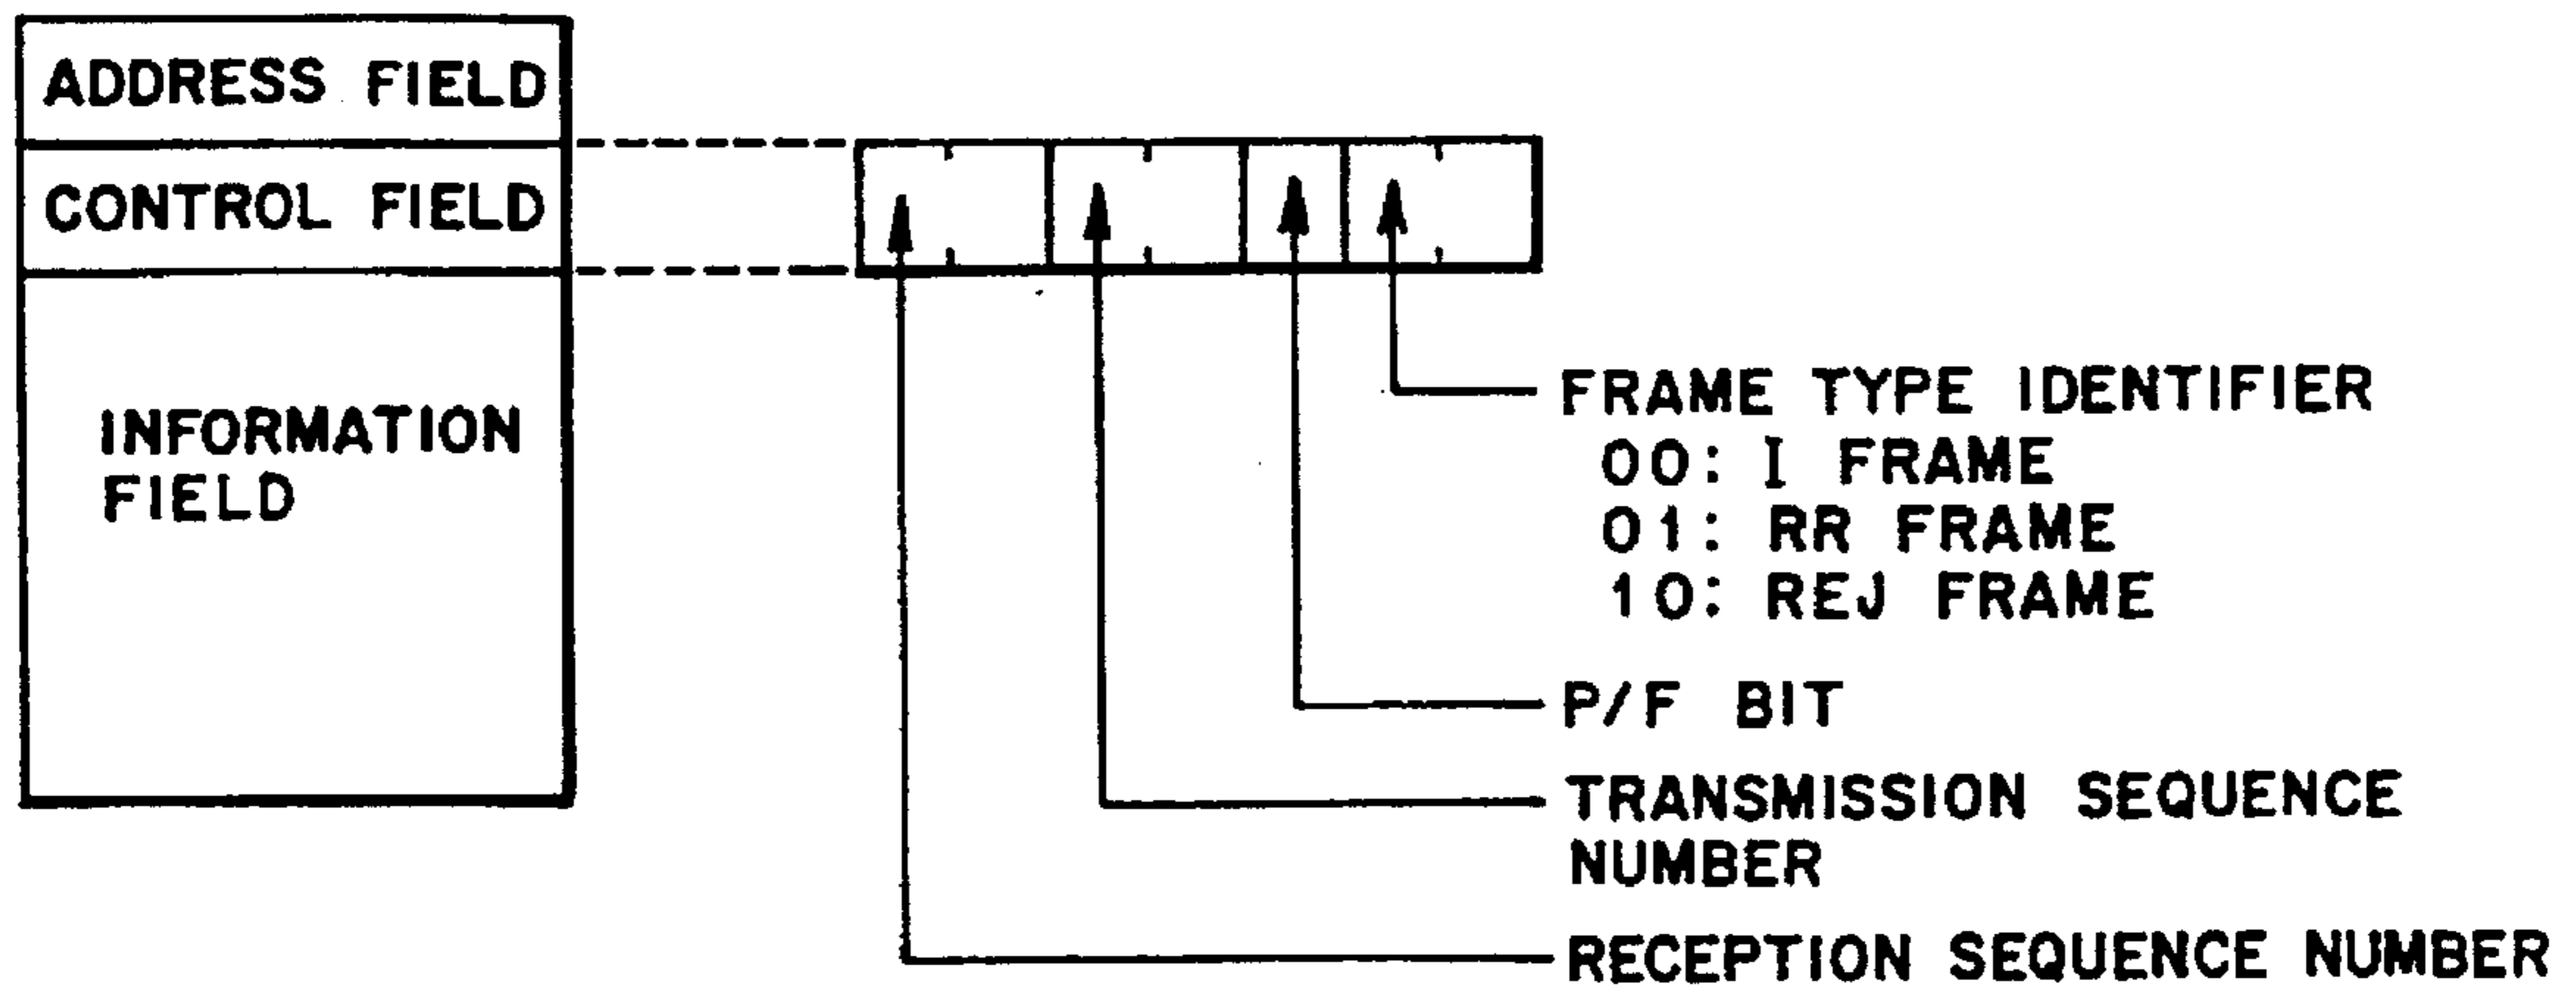 ADDRESS FIELD
CONTROL FIELD
INFORMATION
FIELD
FRAME TYPE IDENTIFIER
00: I FRAME
01: RR FRAME
10: REJ FRAME
P/F BIT
TRANSMISSION SEQUENCE
NUMBER
RECEPTION SEQUENCE NUMBER